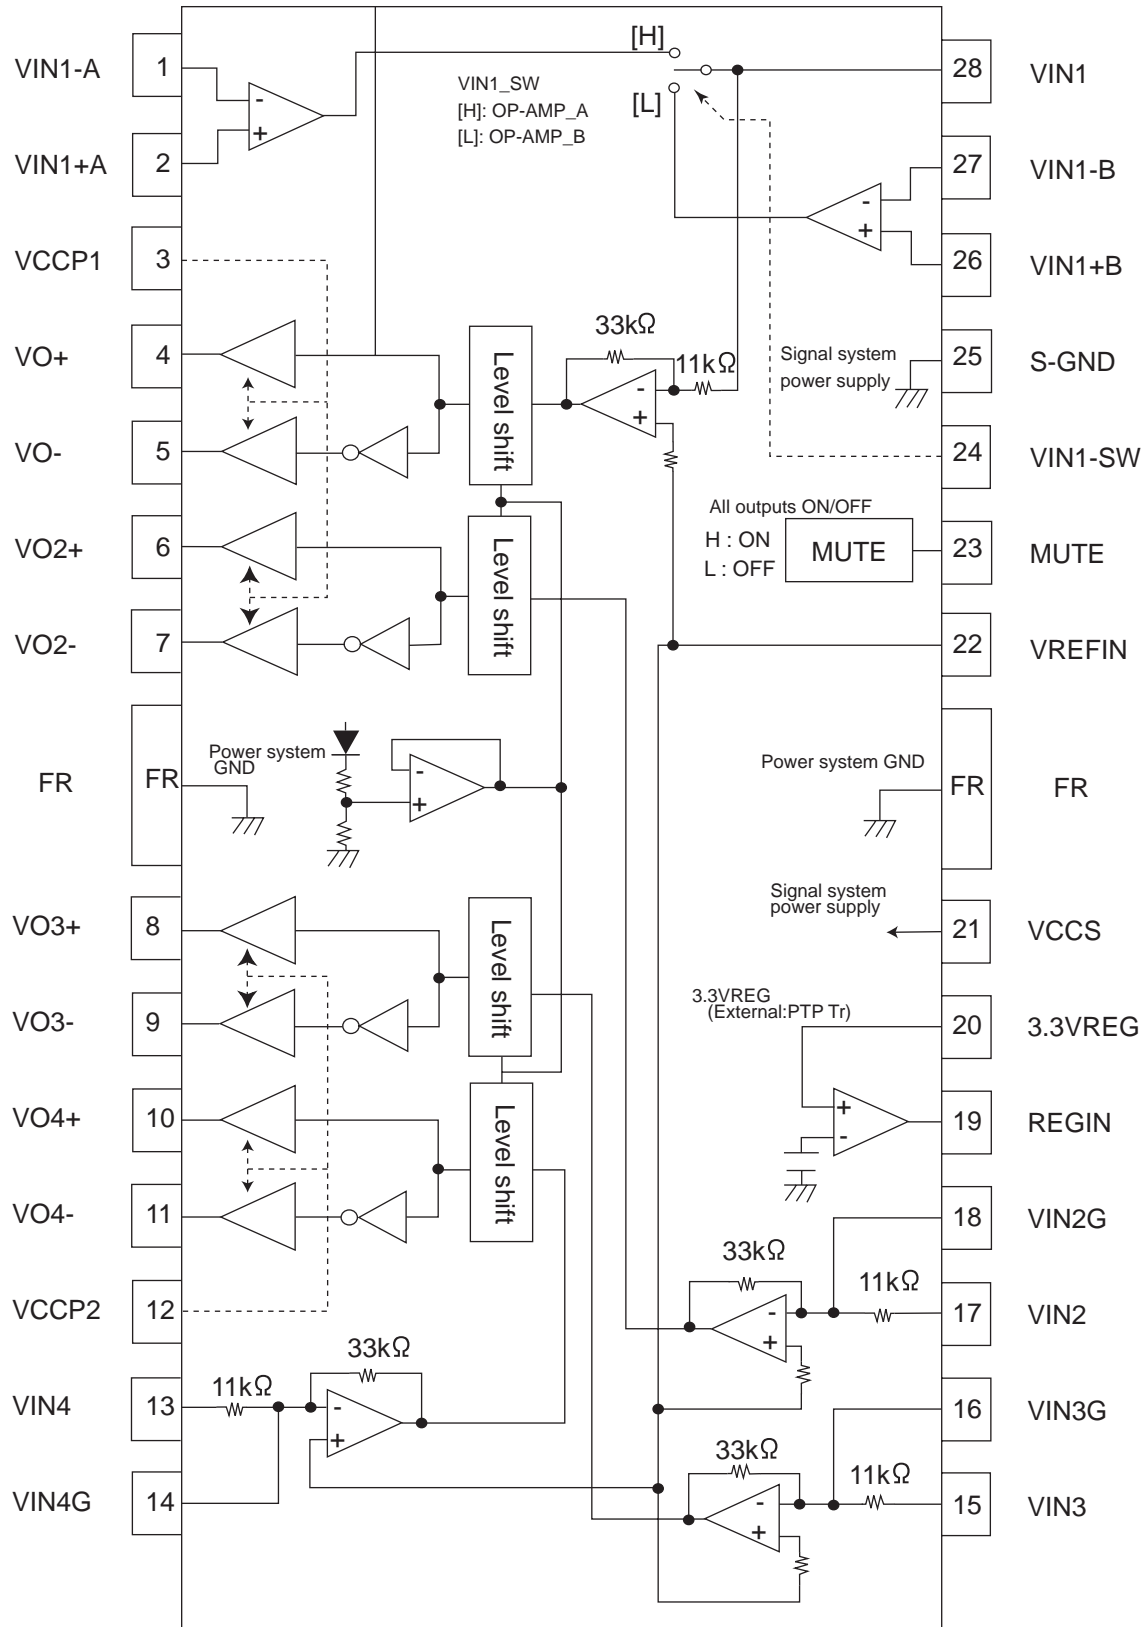 VIN1-A 1
VIN1+A 2
VCCP1 3
VO+ 4
VO- 5
VO2+ 6
VO2- 7
FR FR
VO3+ 8
VO3- 9
VO4+ 10
VO4- 11
VCCP2 12
VIN4 13
VIN4G 14
28 VIN1
27 VIN1-B
26 VIN1+B
25 S-GND
24 VIN1-SW
23 MUTE
22 VREFIN
FR FR
21 VCCS
20 3.3VREG
19 REGIN
18 VIN2G
17 VIN2
16 VIN3G
15 VIN3
[H]
VIN1_SW
[H]: OP-AMP_A
[L]: OP-AMP_B
[L]
-
+
-
+
33kΩ
11kΩ
-
+
Level shift
Signal system
power supply
All outputs ON/OFF
H : ON
L : OFF
MUTE
Level shift
Power system
GND
-
+
Power system GND
Signal system
power supply
Level shift
3.3VREG
(External:PTP Tr)
+
-
Level shift
33kΩ
11kΩ
-
+
33kΩ
11kΩ
-
+
33kΩ
11kΩ
-
+